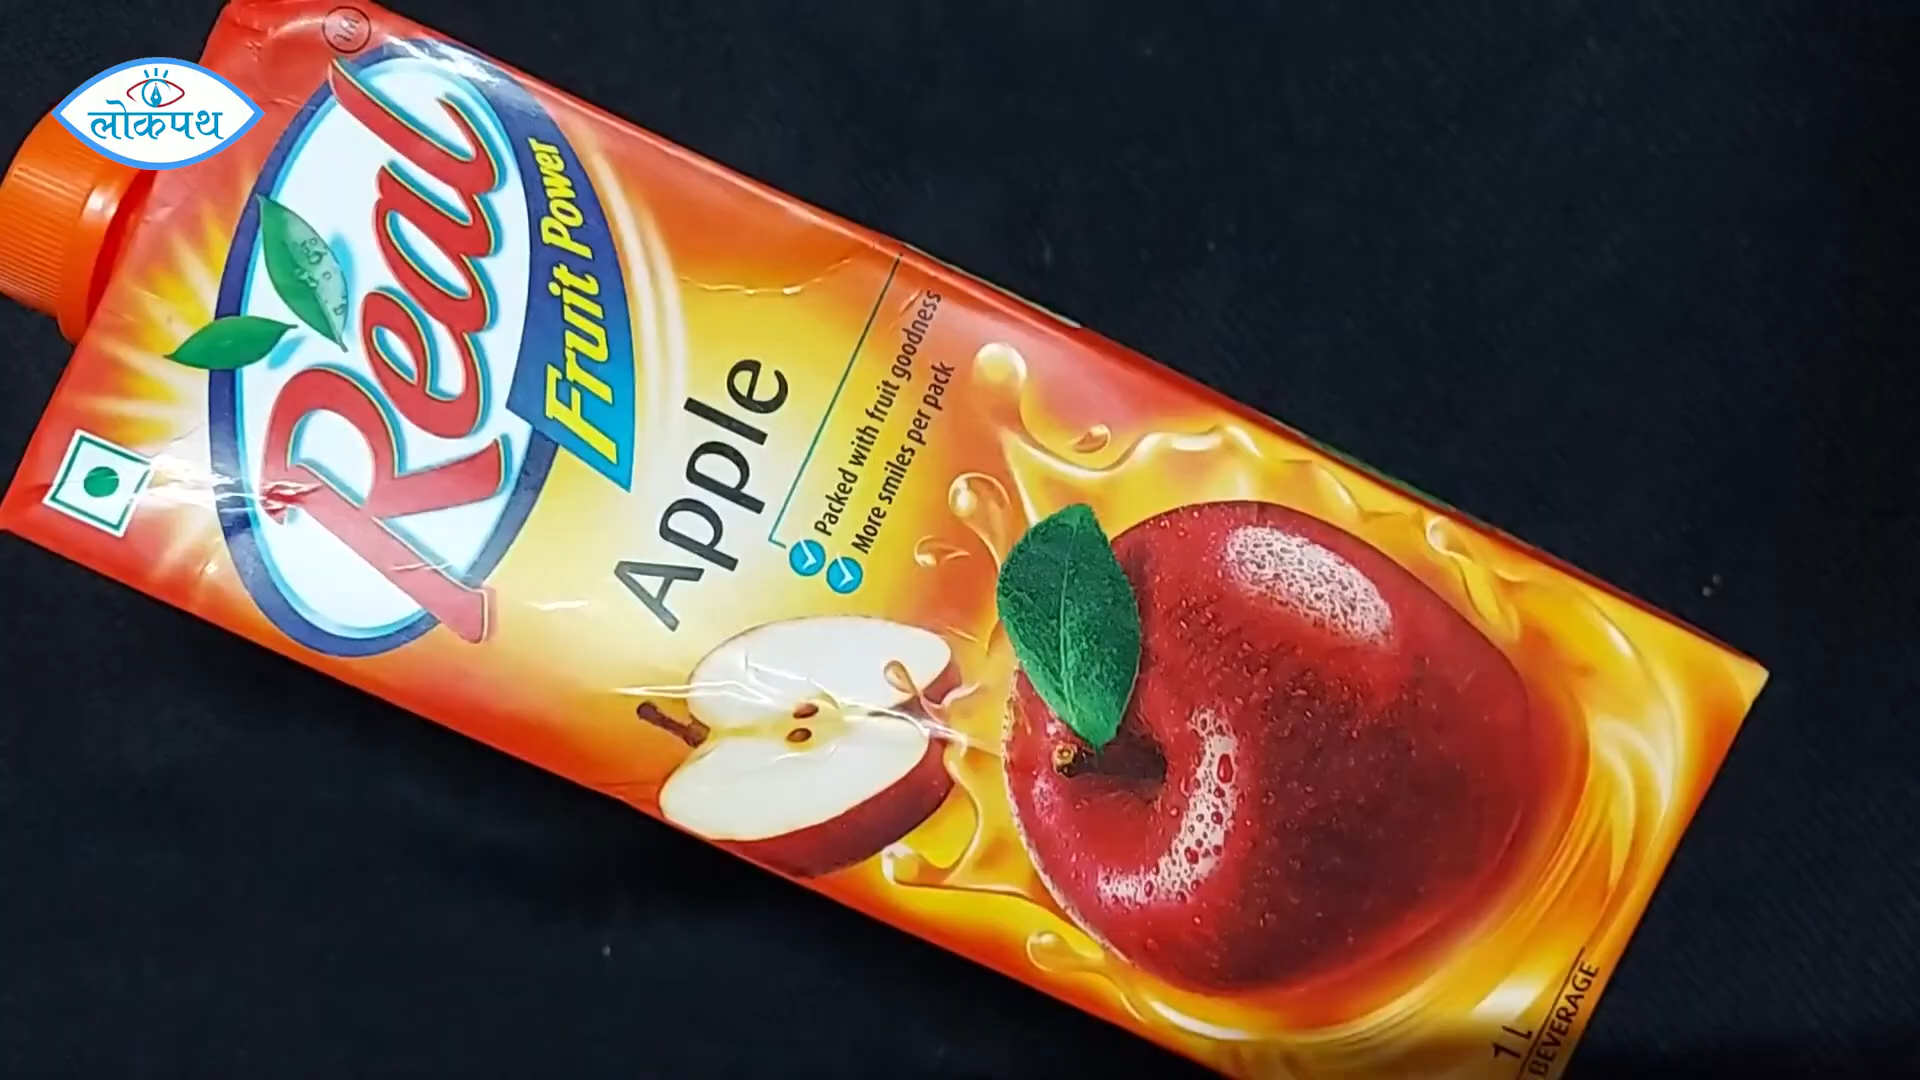 लोकपथ
Real
Fruit Power
Apple
Packed with fruit goodness
More smiles per pack
1 L
BEVERAGE